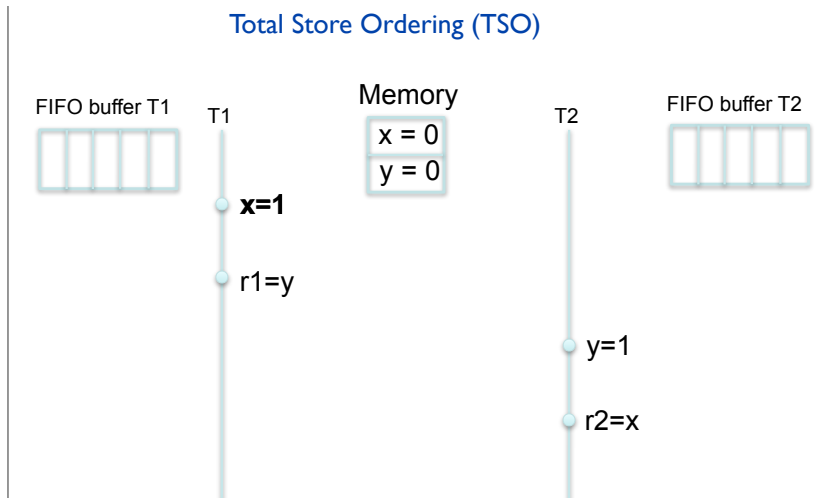 Total Store Ordering (TSO)
FIFO buffer T1
T1
Memory
T2
FIFO buffer T2
x = 0
y = 0
x=1
r1=y
y=1
r2=x